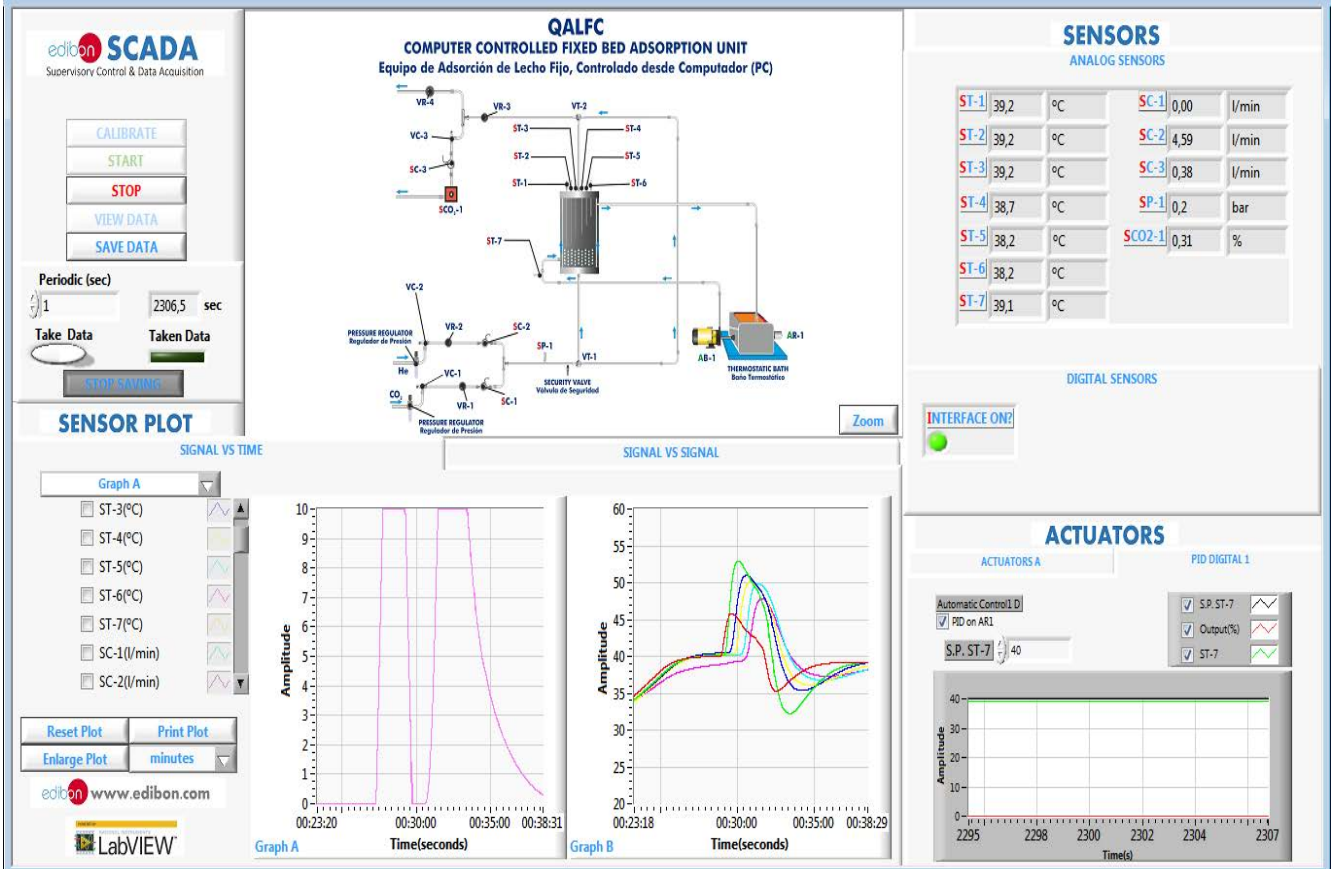 edibon SCADA
Supervisory Control & Data Acquisition
CALIBRATE
START
STOP
VIEW DATA
SAVE DATA
Periodic (sec)
1
2306,5 sec
Take Data
Taken Data
STOP SAVING
QALFC
COMPUTER CONTROLLED FIXED BED ADSORPTION UNIT
Equipo de Adsorción de Lecho Fijo, Controlado desde Computador (PC)
VR-4
VR-3
VT-2
VC-3
ST-3
ST-4
SC-3
ST-2
ST-5
ST-1
ST-6
SCO₂-1
ST-7
VC-2
PRESSURE REGULATOR
Regulador de Presión
VR-2
SC-2
He
SP-1
VT-1
AB-1
AR-1
THERMOSTATIC BATH
Baño Termostático
VC-1
SECURITY VALVE
Válvula de Seguridad
CO₂
VR-1
SC-1
PRESSURE REGULATOR
Regulador de Presión
Zoom
SENSORS
ANALOG SENSORS
ST-1 39,2 ºC SC-1 0,00 l/min
ST-2 39,2 ºC SC-2 4,59 l/min
ST-3 39,2 ºC SC-3 0,38 l/min
ST-4 38,7 ºC SP-1 0,2 bar
ST-5 38,2 ºC SCO2-1 0,31 %
ST-6 38,2 ºC
ST-7 39,1 ºC
DIGITAL SENSORS
INTERFACE ON?
SENSOR PLOT
SIGNAL VS TIME
SIGNAL VS SIGNAL
Graph A
ST-3(ºC)
ST-4(ºC)
ST-5(ºC)
ST-6(ºC)
ST-7(ºC)
SC-1(l/min)
SC-2(l/min)
Reset Plot
Print Plot
Enlarge Plot
minutes
edibon www.edibon.com
LabVIEW
Amplitude
10
9
8
7
6
5
4
3
2
1
0
00:23:20 00:30:00 00:35:00 00:38:31
Graph A
Time(seconds)
Amplitude
60
55
50
45
40
35
30
25
20
00:23:18 00:30:00 00:35:00 00:38:29
Graph B
Time(seconds)
ACTUATORS
ACTUATORS A
PID DIGITAL 1
Automatic Control1 D
PID on AR1
S.P. ST-7 40
S.P. ST-7
Output(%)
ST-7
Amplitude
40
30
20
10
0
2295 2298 2300 2302 2304 2307
Time(s)